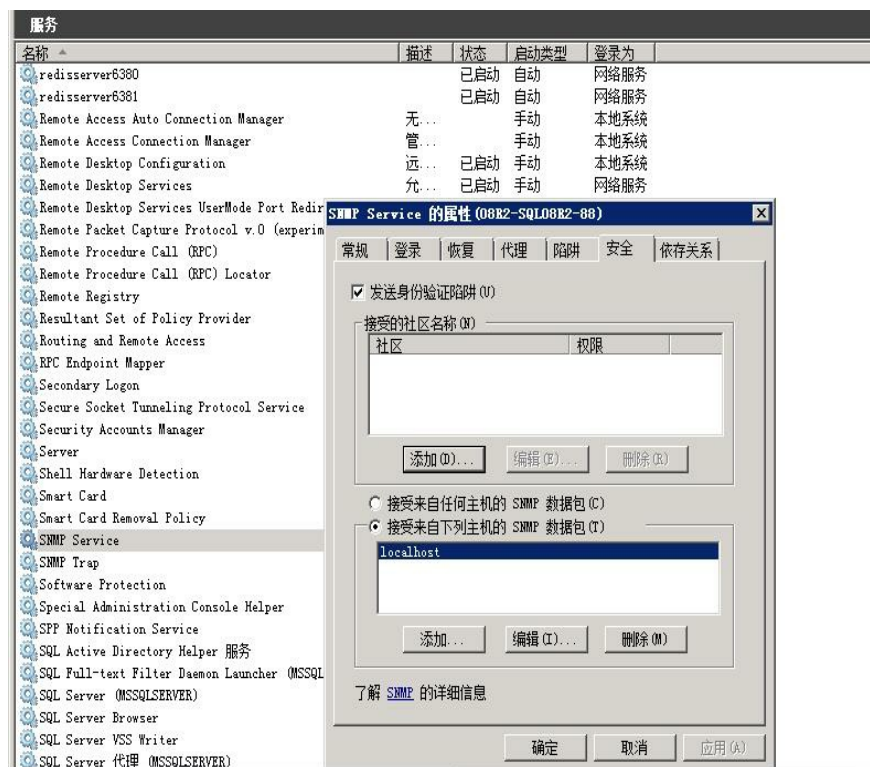 服务
名称 描述 状态 启动类型 登录为
redisserver6380 已启动 自动 网络服务
redisserver6381 已启动 自动 网络服务
Remote Access Auto Connection Manager 无... 手动 本地系统
Remote Access Connection Manager 管... 手动 本地系统
Remote Desktop Configuration 远... 已启动 手动 本地系统
Remote Desktop Services 允... 已启动 手动 网络服务
Remote Desktop Services UserMode Port Redir
Remote Packet Capture Protocol v.0 (experim
Remote Procedure Call (RPC)
Remote Procedure Call (RPC) Locator
Remote Registry
Resultant Set of Policy Provider
Routing and Remote Access
RPC Endpoint Mapper
Secondary Logon
Secure Socket Tunneling Protocol Service
Security Accounts Manager
Server
Shell Hardware Detection
Smart Card
Smart Card Removal Policy
SNMP Service
SNMP Trap
Software Protection
Special Administration Console Helper
SPP Notification Service
SQL Active Directory Helper 服务
SQL Full-text Filter Daemon Launcher (MSSQL
SQL Server (MSSQLSERVER)
SQL Server Browser
SQL Server VSS Writer
SQL Server 代理 (MSSQLSERVER)
SNMP Service 的属性(08R2-SQL08R2-88)
常规 登录 恢复 代理 陷阱 安全 依存关系
发送身份验证陷阱(U)
接受的社区名称(N)
社区 权限
添加(D)... 编辑(E)... 删除(R)
接受来自任何主机的 SNMP 数据包(C)
接受来自下列主机的 SNMP 数据包(T)
localhost
添加... 编辑(I)... 删除(M)
了解 SNMP 的详细信息
确定 取消 应用(A)